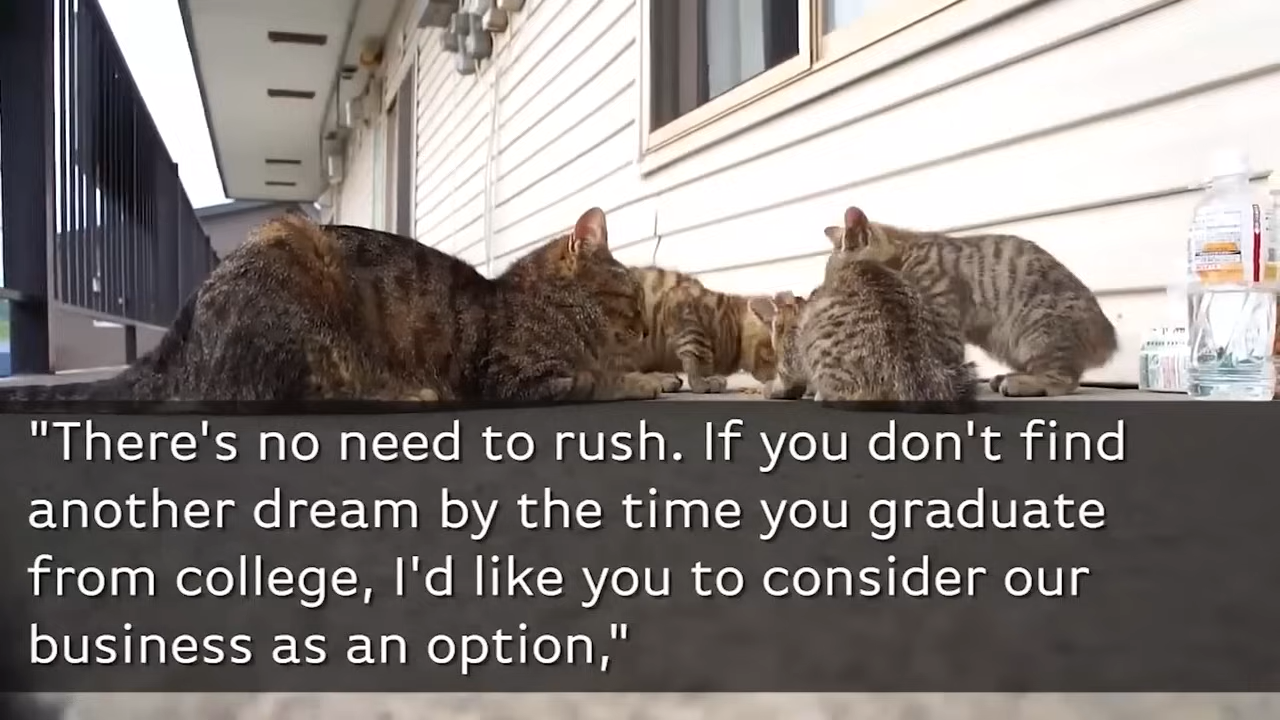 "There's no need to rush. If you don't find
another dream by the time you graduate
from college, I'd like you to consider our
business as an option,"